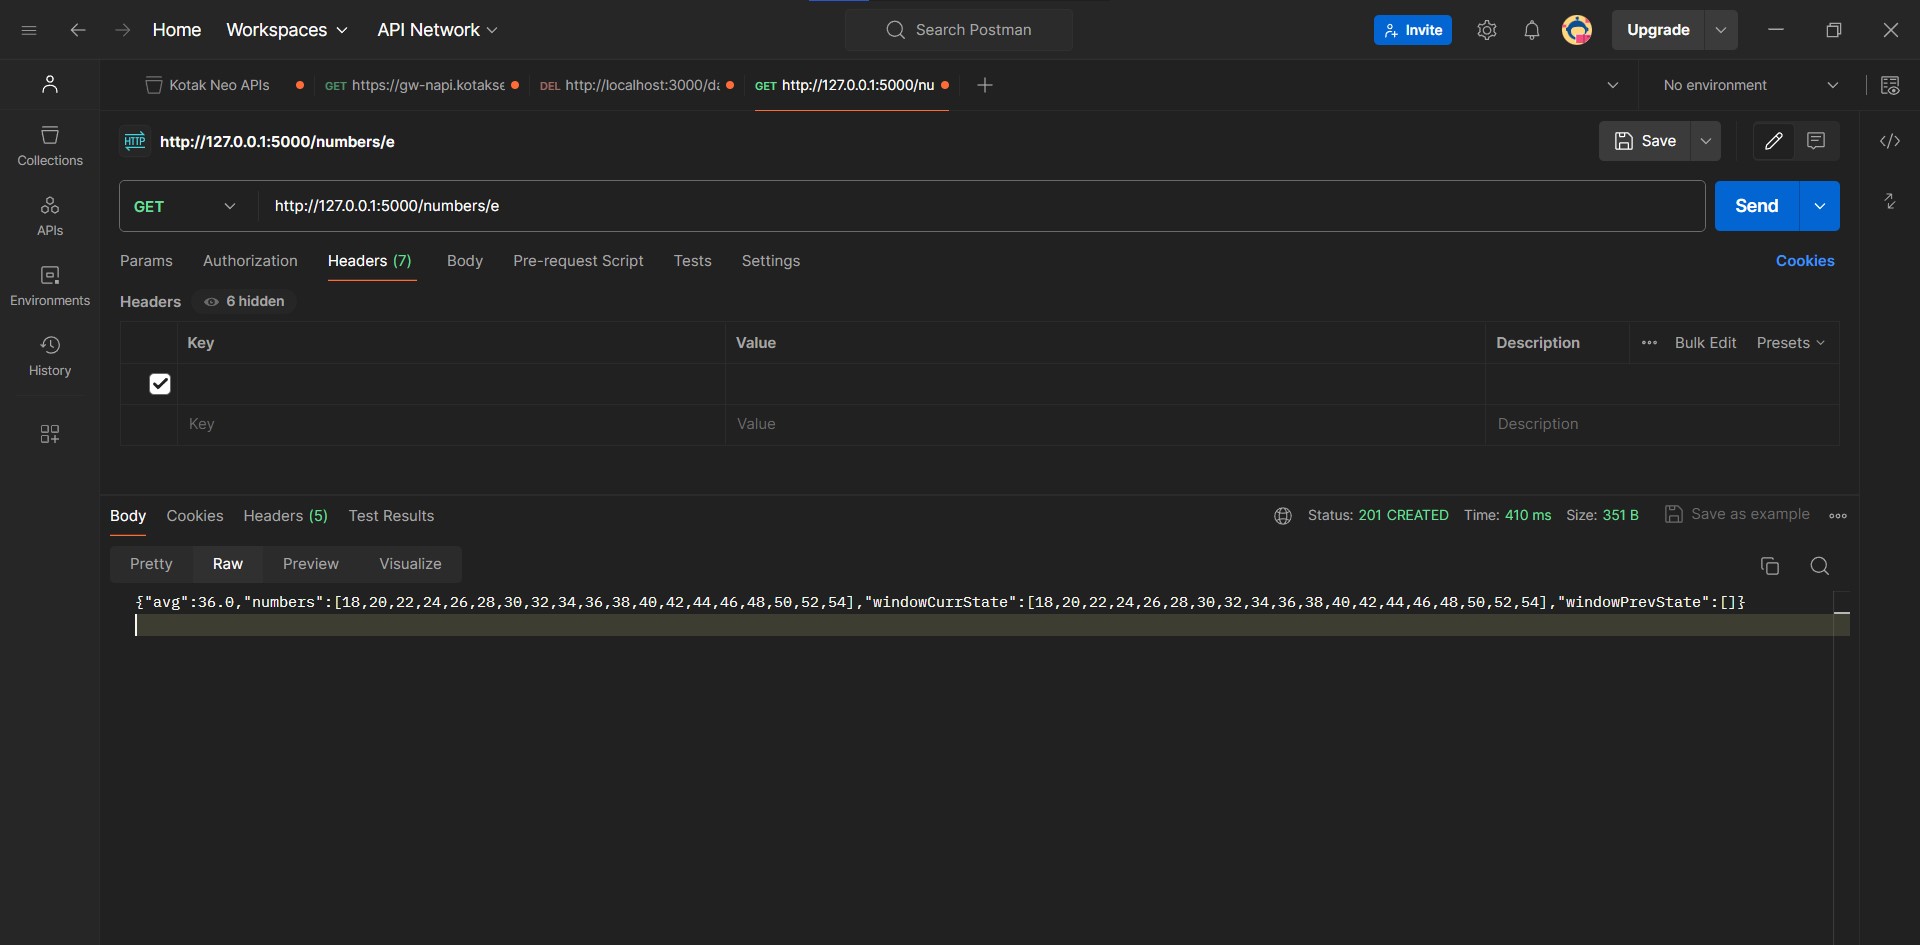 Home Workspaces API Network Search Postman Invite Upgrade
Kotak Neo APIs GET https://gw-napi.kotakse DEL http://localhost:3000/da GET http://127.0.0.1:5000/nu No environment
HTTP http://127.0.0.1:5000/numbers/e Save
Collections
GET http://127.0.0.1:5000/numbers/e Send
APIs
Params Authorization Headers (7) Body Pre-request Script Tests Settings Cookies
Environments
Headers 6 hidden
Key Value Description Bulk Edit Presets
History
Key Value Description
Body Cookies Headers (5) Test Results Status: 201 CREATED Time: 410 ms Size: 351 B Save as example
Pretty Raw Preview Visualize
{"avg":36.0,"numbers":[18,20,22,24,26,28,30,32,34,36,38,40,42,44,46,48,50,52,54],"windowCurrState":[18,20,22,24,26,28,30,32,34,36,38,40,42,44,46,48,50,52,54],"windowPrevState":[]}